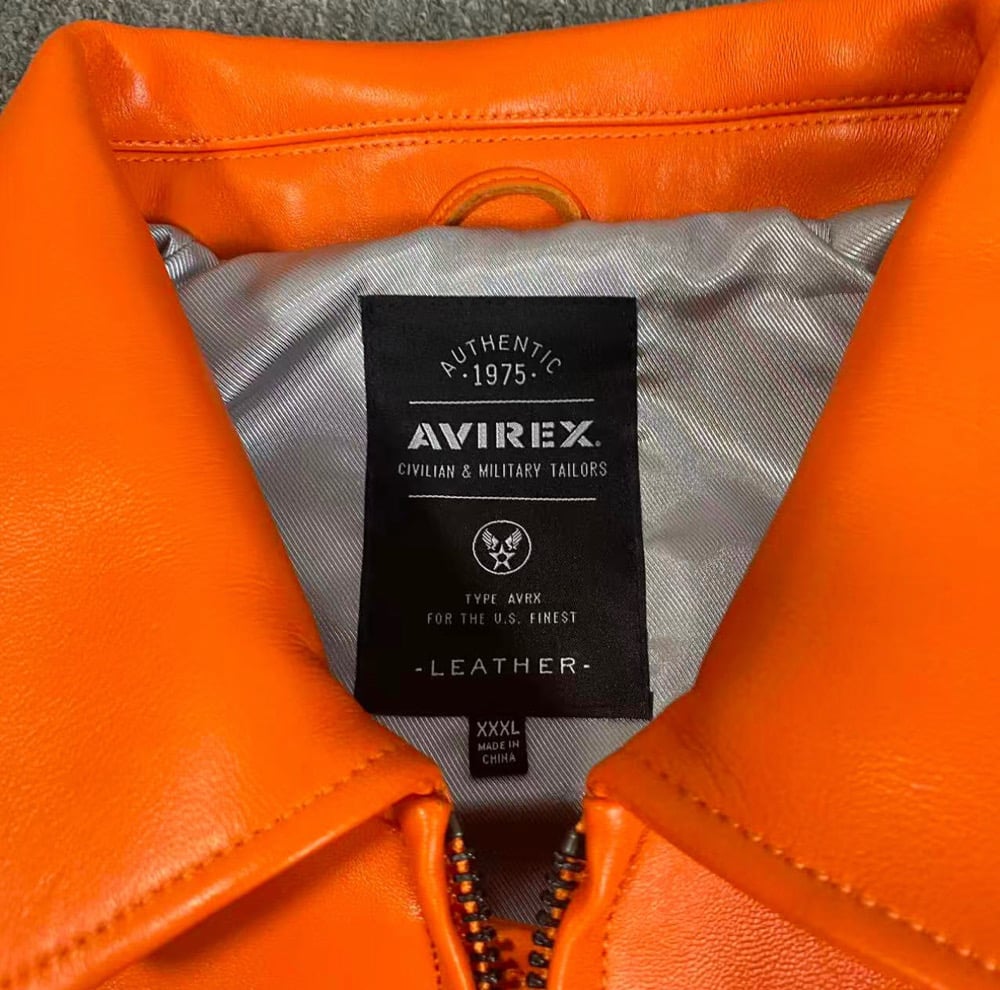 AUTHENTIC
·1975·
AVIREX.
CIVILIAN & MILITARY TAILORS
TYPE AVRX
FOR THE U.S. FINEST
-LEATHER-
XXXL
MADE IN
CHINA